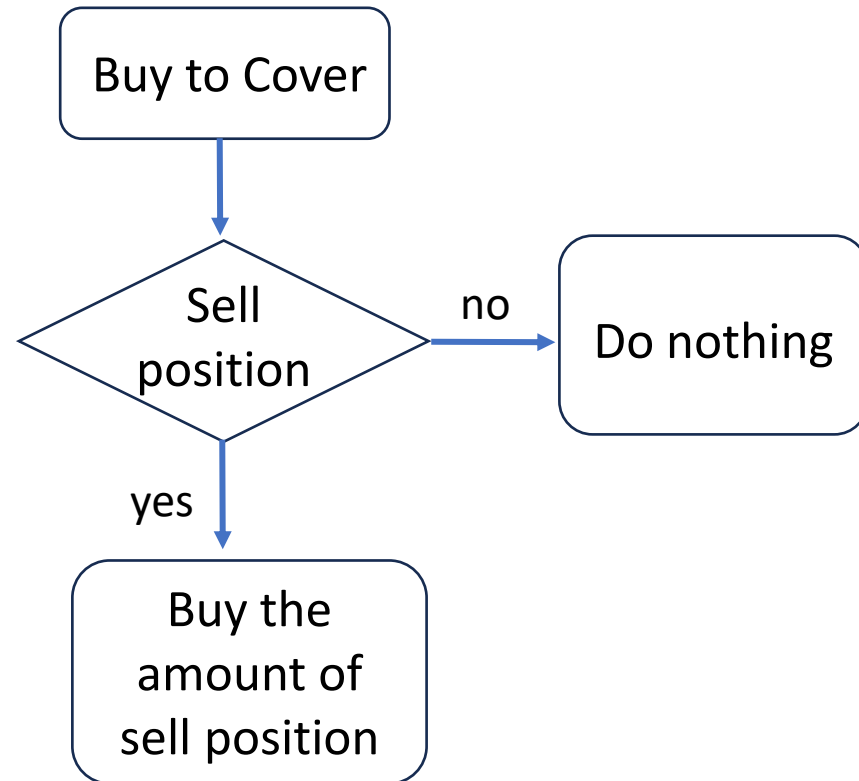 Buy to Cover
Sell
position
no
Do nothing
yes
Buy the
amount of
sell position